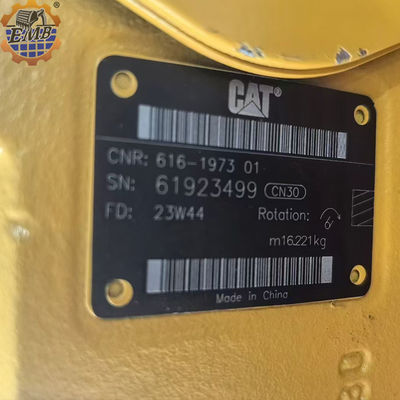 EMB
CAT®
CNR: 616-1973 01
SN: 61923499 CN30
FD: 23W44 Rotation:
m16.221kg
Made in China